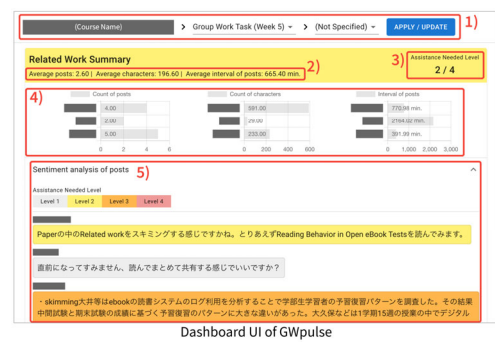 (Course Name) > Group Work Task (Week 5) > (Not Specified) APPLY / UPDATE 1)
Related Work Summary
Average posts: 2.60 | Average characters: 196.60 | Average interval of posts: 665.40 min. 2)
3) Assistance Needed Level
2 / 4
4)
Count of posts
4.00
2.00
5.00
0 2 4 6
Count of characters
591.00
29.00
233.00
0 200 400 600
Interval of posts
770.98 min.
2164.02 min.
391.99 min.
0 1,000 2,000 3,000
Sentiment analysis of posts 5)
Assistance Needed Level
Level 1 Level 2 Level 3 Level 4
Paperの中のRelated workをスキミングする感じですかね。とりあえずReading Behavior in Open eBook Testsを読んでみます。
直前になってすみません、読んでまとめて共有する感じでいいですか？
・skimming大井等はebookの読書システムのログ利用を分析することで学部生学習者の予習復習パターンを調査した。その結果
中間試験と期末試験の成績に基づく予習復習のパターンに大きな違いがあった。大久保などは1学期15週の授業の中でデジタル
Dashboard UI of GWpulse